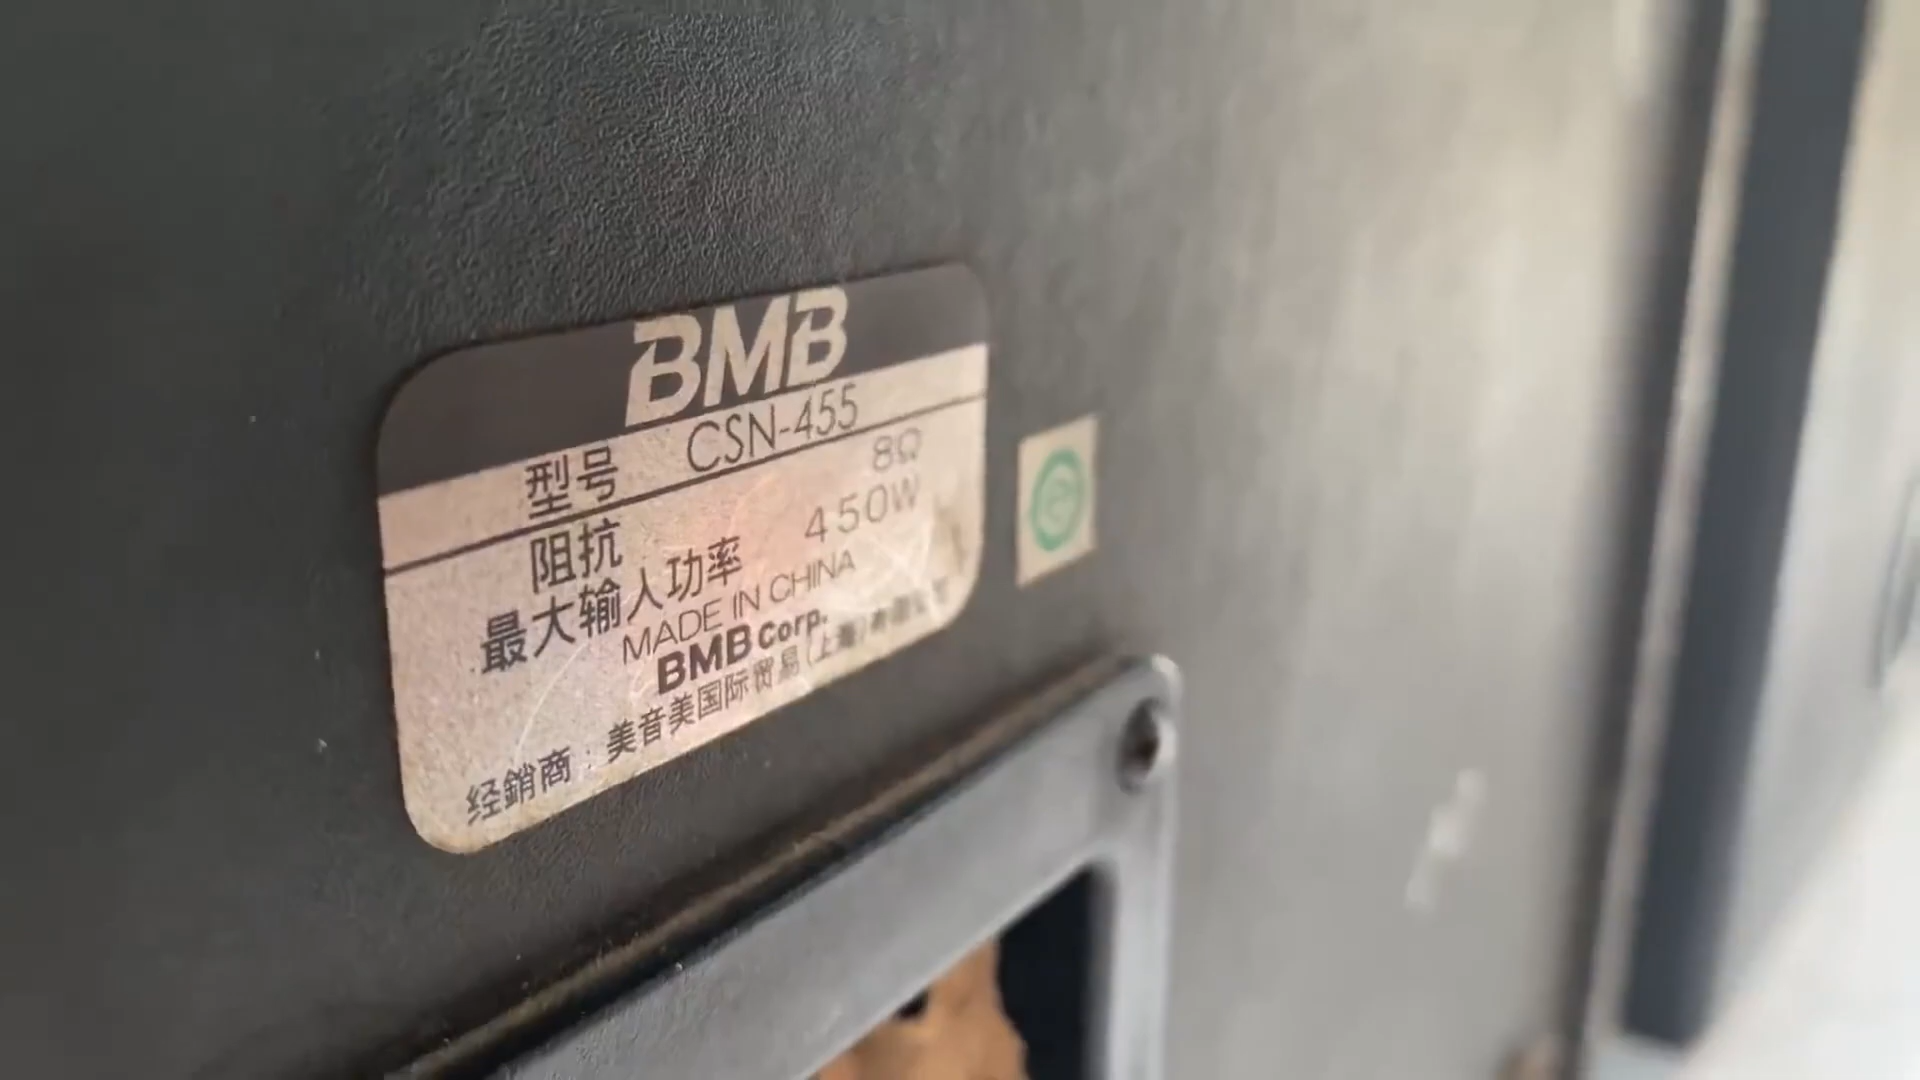 BMB
型号 CSN-455
阻抗 8Ω
最大输入功率 450W
MADE IN CHINA
BMB Corp.
经銷商：美音美国际贸易(上海)有限公司